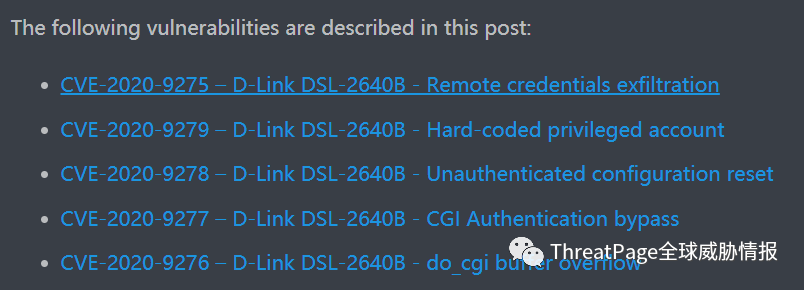 The following vulnerabilities are described in this post:
CVE-2020-9275 – D-Link DSL-2640B - Remote credentials exfiltration
CVE-2020-9279 – D-Link DSL-2640B - Hard-coded privileged account
CVE-2020-9278 – D-Link DSL-2640B - Unauthenticated configuration reset
CVE-2020-9277 – D-Link DSL-2640B - CGI Authentication bypass
CVE-2020-9276 – D-Link DSL-2640B - do_cgi buffer overflow
ThreatPage全球威胁情报